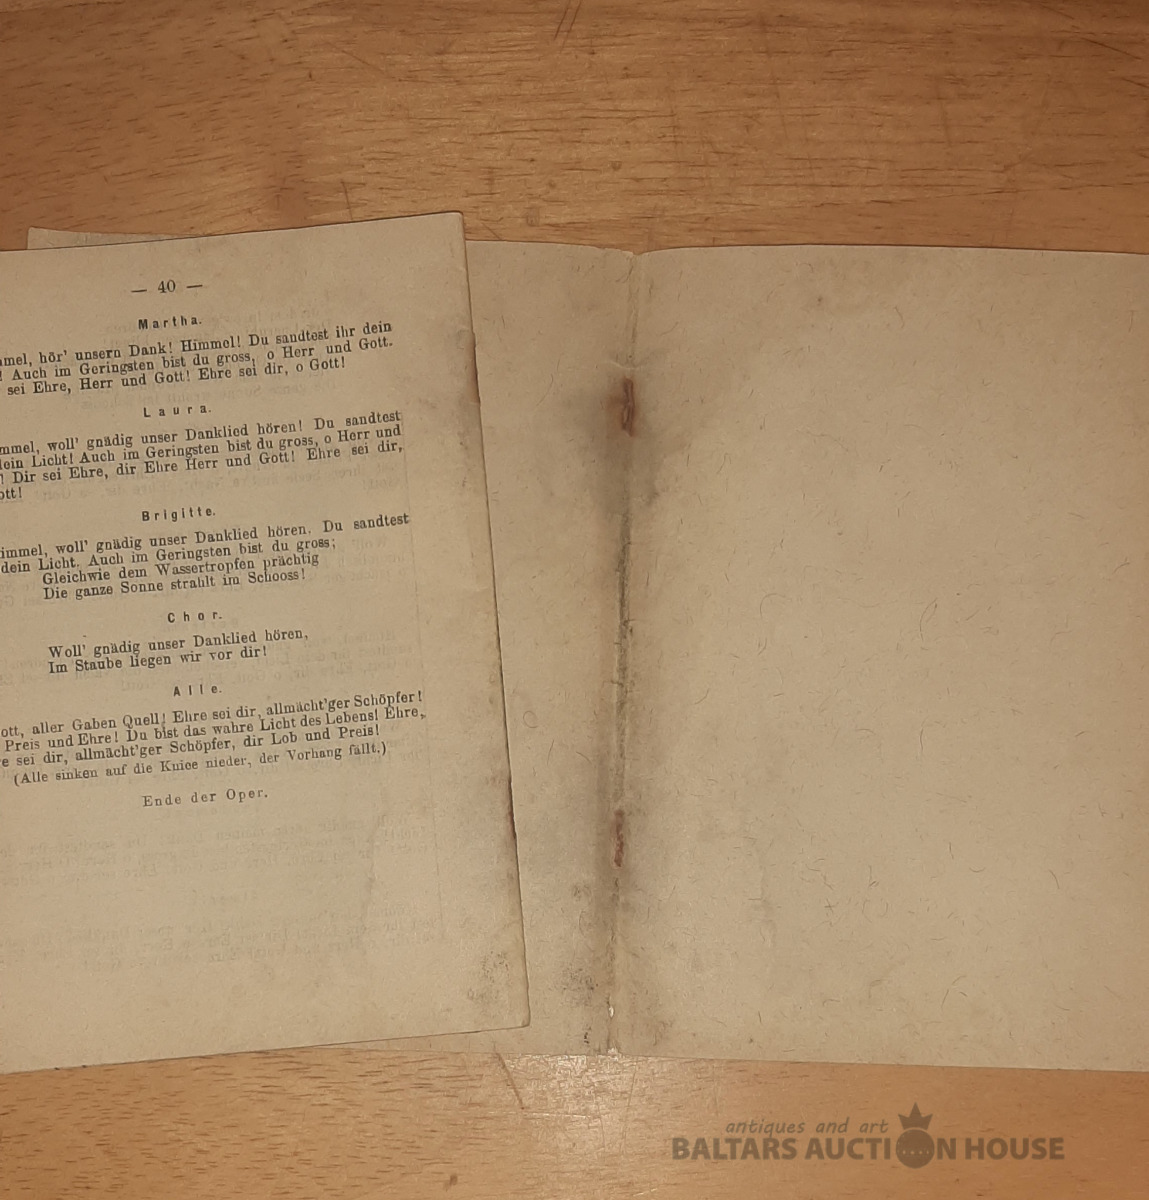 — 40 —
Martha.
mel, hör' unsern Dank! Himmel! Du sandtest ihr dein
! Auch im Geringsten bist du gross, o Herr und Gott.
sei Ehre, Herr und Gott! Ehre sei dir, o Gott!
Laura.
mmel, woll' gnädig unser Danklied hören! Du sandtest
dein Licht! Auch im Geringsten bist du gross, o Herr und
! Dir sei Ehre, dir Ehre Herr und Gott! Ehre sei dir,
ott!
Brigitte.
immel, woll' gnädig unser Danklied hören. Du sandtest
dein Licht. Auch im Geringsten bist du gross;
Gleichwie dem Wassertropfen prächtig
Die ganze Sonne strahlt im Schooss!
Chor.
Woll' gnädig unser Danklied hören,
Im Staube liegen wir vor dir!
Alle.
ott, aller Gaben Quell! Ehre sei dir, allmächt'ger Schöpfer!
Preis und Ehre! Du bist das wahre Licht des Lebens! Ehre,
e sei dir, allmächt'ger Schöpfer, dir Lob und Preis!
(Alle sinken auf die Kniee nieder, der Vorhang fällt.)
Ende der Oper.
antiques and art
BALTARS AUCTION HOUSE